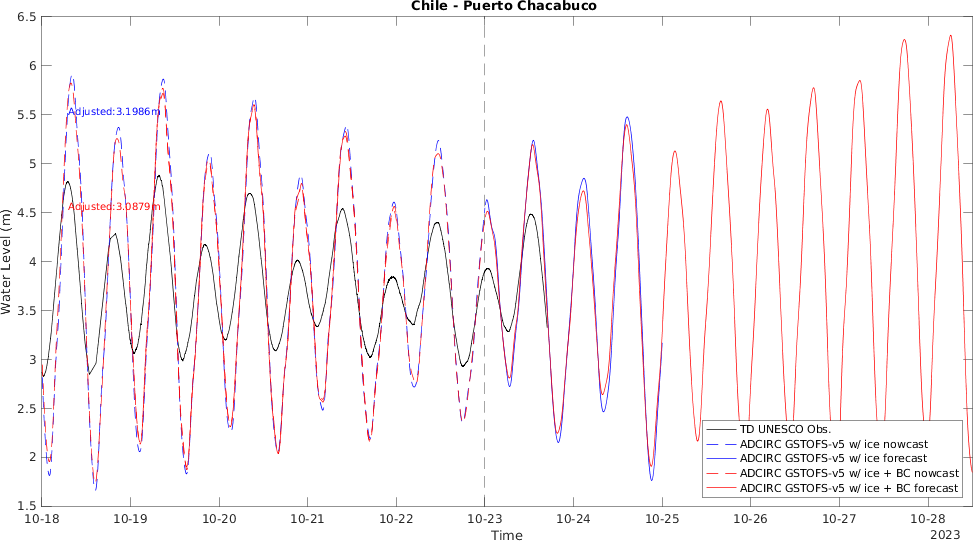 Chile - Puerto Chacabuco
6.5
6
5.5
5
4.5
4
3.5
3
2.5
2
1.5
Water Level (m)
Adjusted:3.1986m
Adjusted:3.0879m
TD UNESCO Obs.
ADCIRC GSTOFS-v5 w/ ice nowcast
ADCIRC GSTOFS-v5 w/ ice forecast
ADCIRC GSTOFS-v5 w/ ice + BC nowcast
ADCIRC GSTOFS-v5 w/ ice + BC forecast
10-18 10-19 10-20 10-21 10-22 10-23 10-24 10-25 10-26 10-27 10-28
2023
Time